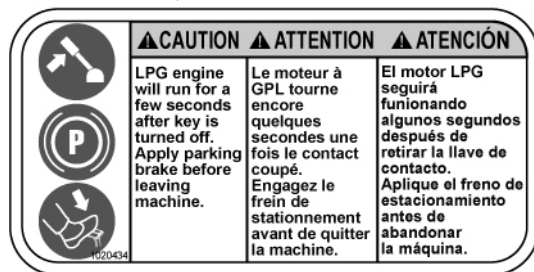 CAUTION
LPG engine
will run for a
few seconds
after key is
turned off.
Apply parking
brake before
leaving
machine.
ATTENTION
Le moteur à
GPL tourne
encore
quelques
secondes une
fois le contact
coupé.
Engagez le
frein de
stationnement
avant de quitter
la machine.
ATENCIÓN
El motor LPG
seguirá
funionando
algunos segundos
después de
retirar la llave de
contacto.
Aplique el freno de
estacionamiento
antes de
abandonar
la máquina.
P
1020434